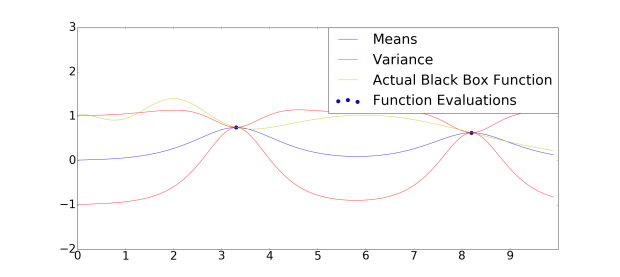 3
Means
Variance
2
Actual Black Box Function
Function Evaluations
1
0
−1
−2
0 1 2 3 4 5 6 7 8 9